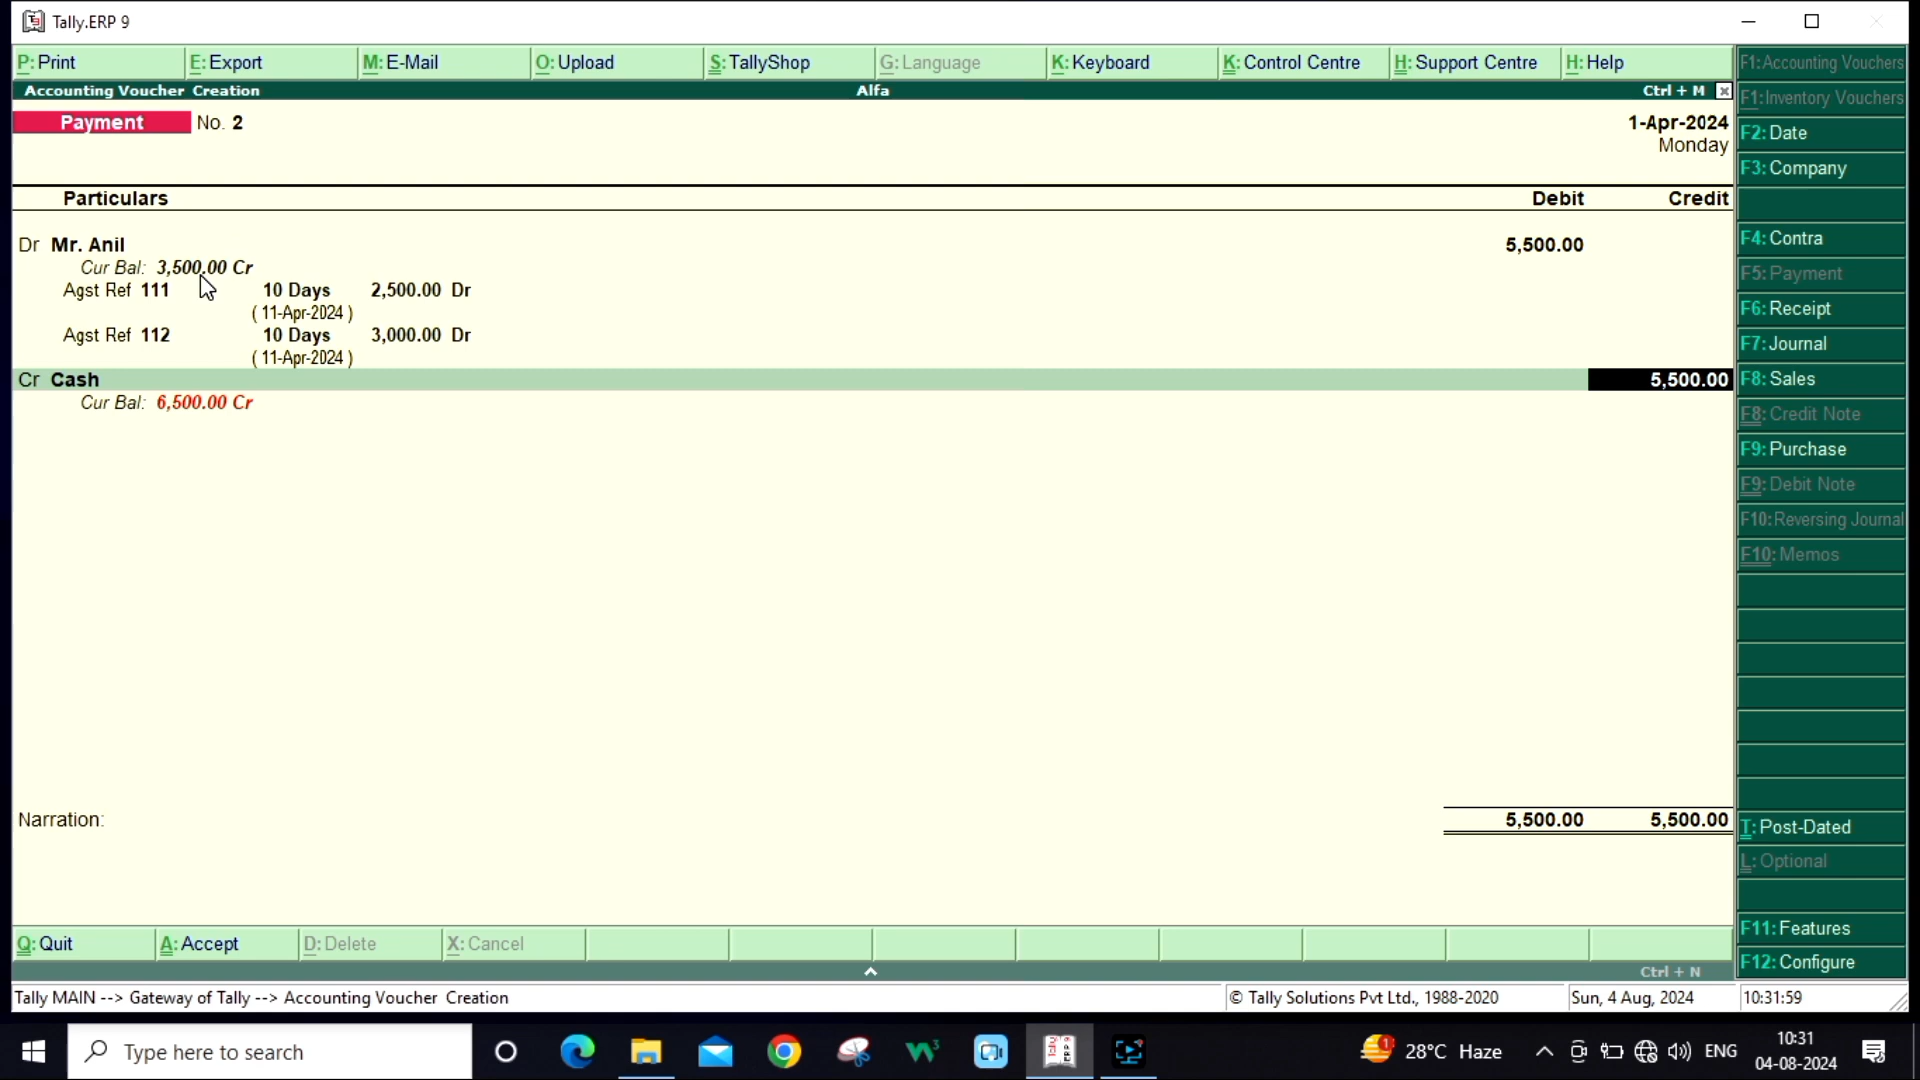 Tally.ERP 9
P: Print E: Export M: E-Mail O: Upload S: TallyShop G: Language K: Keyboard K: Control Centre H: Support Centre H: Help
Accounting Voucher Creation Alfa Ctrl + M
Payment No. 2 1-Apr-2024
Monday
Particulars Debit Credit
Dr Mr. Anil 5,500.00
Cur Bal: 3,500.00 Cr
Agst Ref 111 10 Days 2,500.00 Dr
( 11-Apr-2024 )
Agst Ref 112 10 Days 3,000.00 Dr
( 11-Apr-2024 )
Cr Cash 5,500.00
Cur Bal: 6,500.00 Cr
Narration: 5,500.00 5,500.00
F1: Accounting Vouchers
F1: Inventory Vouchers
F2: Date
F3: Company
F4: Contra
F5: Payment
F6: Receipt
F7: Journal
F8: Sales
F8: Credit Note
F9: Purchase
F9: Debit Note
F10: Reversing Journal
F10: Memos
T: Post-Dated
L: Optional
F11: Features
F12: Configure
Q: Quit A: Accept D: Delete X: Cancel
Ctrl + N
Tally MAIN --> Gateway of Tally --> Accounting Voucher Creation © Tally Solutions Pvt Ltd., 1988-2020 Sun, 4 Aug, 2024 10:31:59
Type here to search 28°C Haze ENG 10:31
04-08-2024